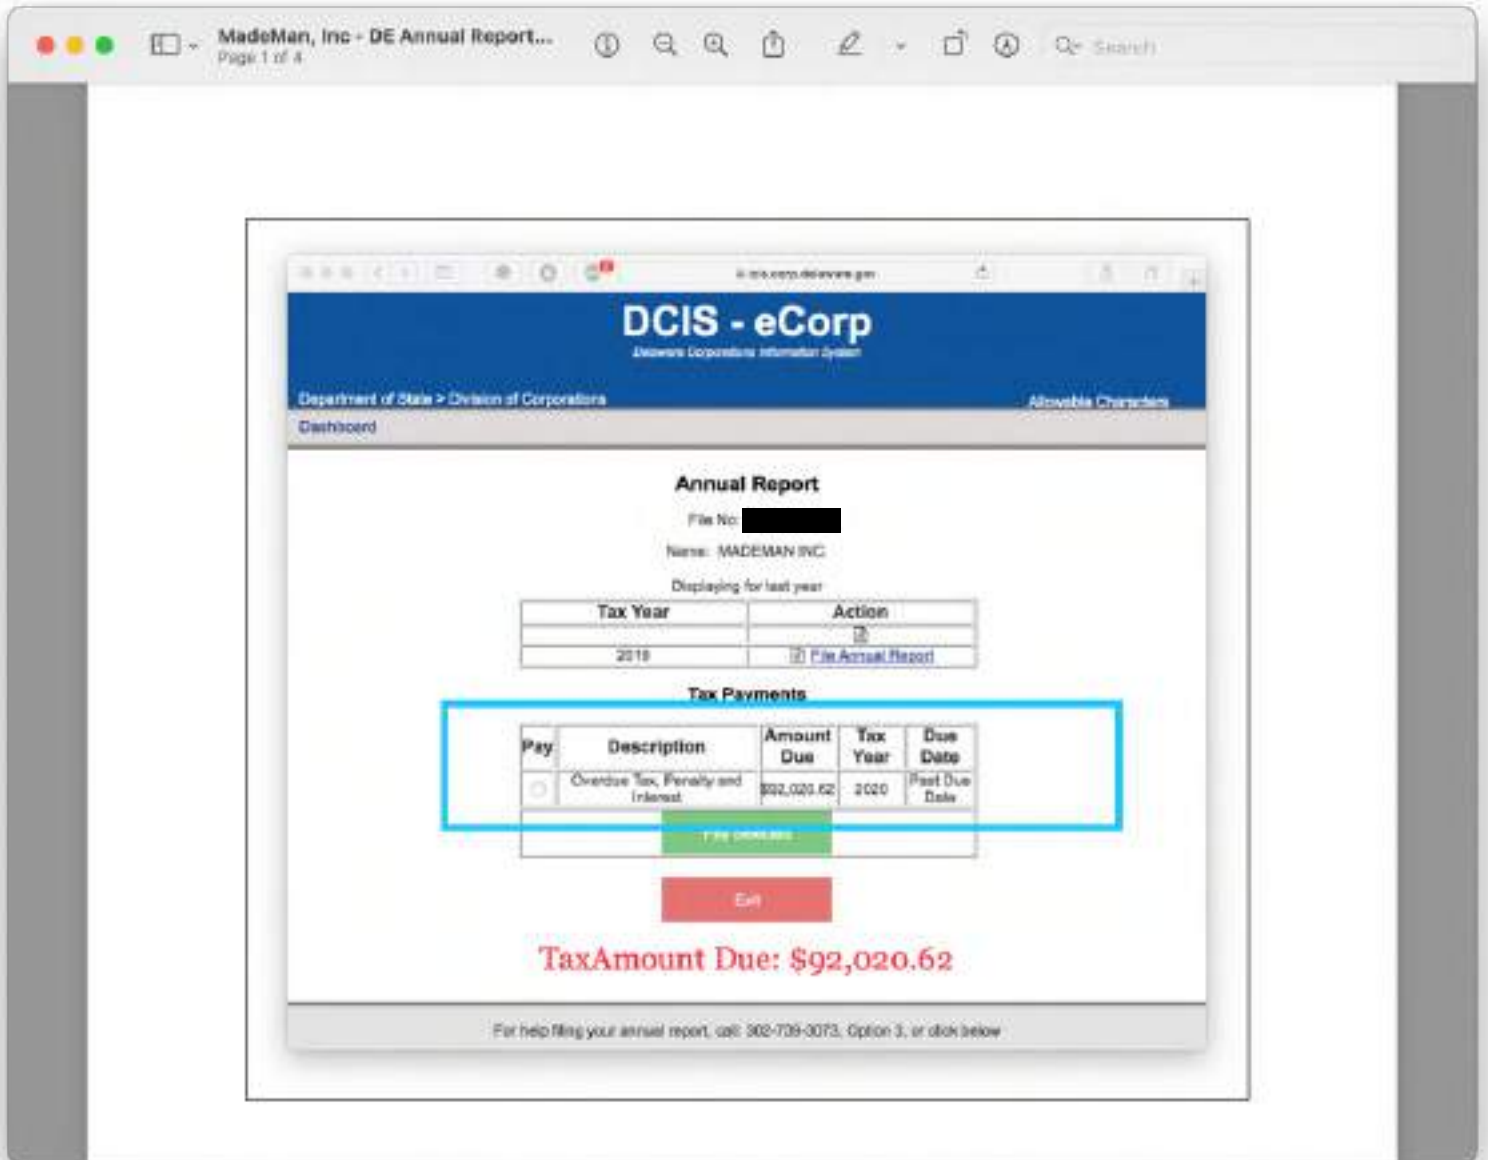 MadeMan, Inc - DE Annual Report...
Page 1 of 4
Search
DCIS - eCorp
Delaware Corporations Information System
Department of State > Division of Corporations
Allowable Characters
Dashboard
Annual Report
File No:
Name: MADEMAN INC
Displaying for last year
Tax Year Action
File Annual Report
Tax Payments
Pay Description Amount Due Tax Year Due Date
Overdue Tax, Penalty and Interest $92,020.62 2020 Past Due Date
Exit
TaxAmount Due: $92,020.62
For help filing your annual report, call: 302-739-3073, Option 3, or click below